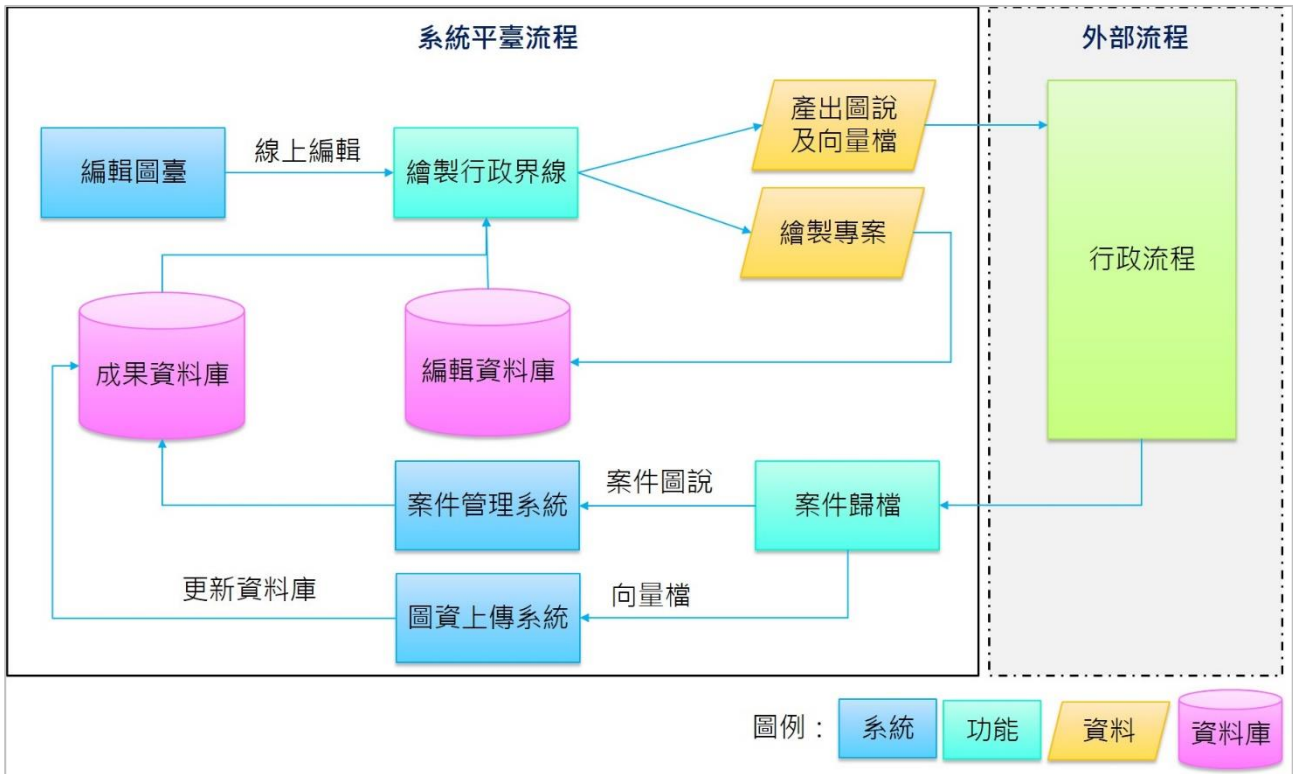 系統平臺流程
外部流程
編輯圖臺
線上編輯
繪製行政界線
產出圖說
及向量檔
繪製專案
行政流程
成果資料庫
編輯資料庫
案件管理系統
案件圖說
案件歸檔
更新資料庫
圖資上傳系統
向量檔
圖例：
系統
功能
資料
資料庫